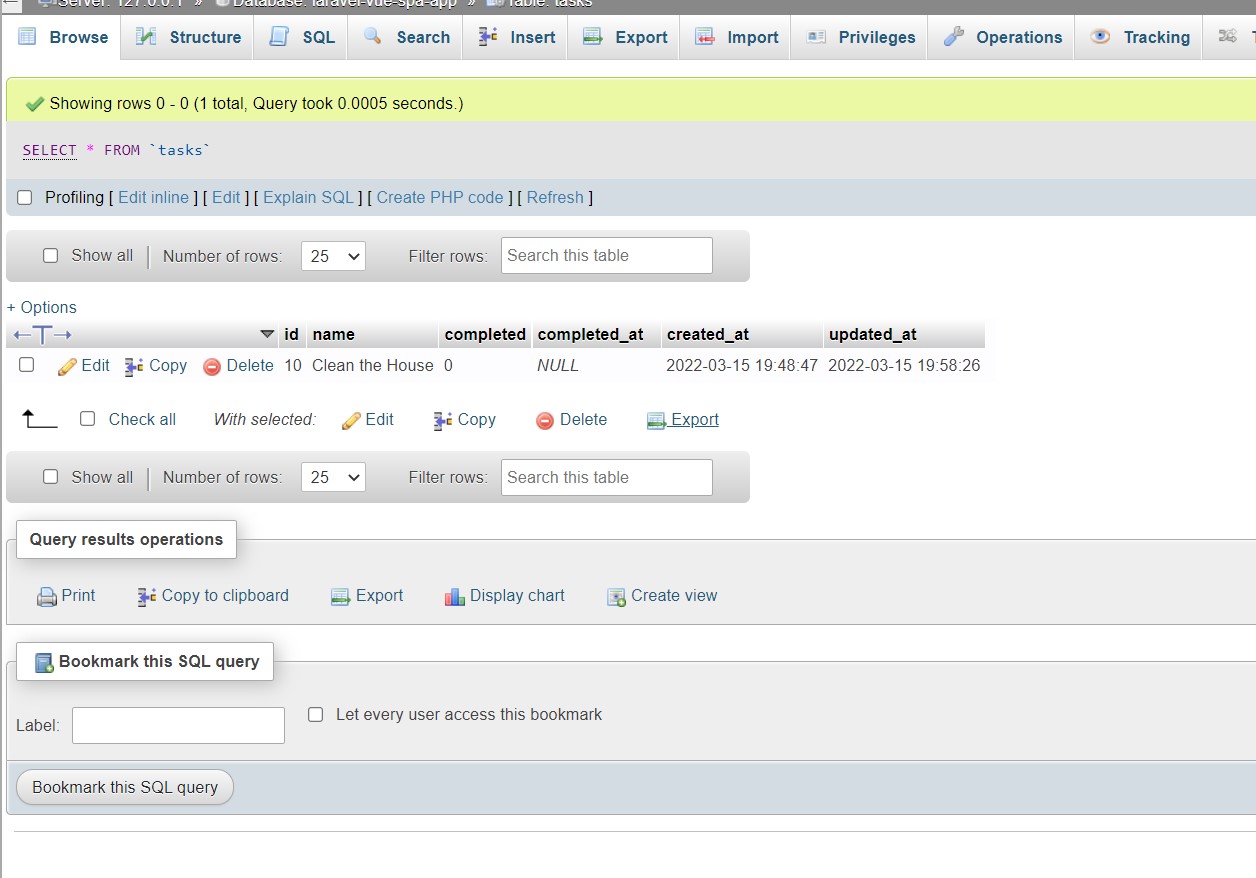 Server: 127.0.0.1 » Database: laravel-vue-spa-app » Table: tasks
Browse Structure SQL Search Insert Export Import Privileges Operations Tracking
Showing rows 0 - 0 (1 total, Query took 0.0005 seconds.)
SELECT * FROM `tasks`
Profiling [ Edit inline ] [ Edit ] [ Explain SQL ] [ Create PHP code ] [ Refresh ]
Show all Number of rows: 25 Filter rows: Search this table
+ Options
id name completed completed_at created_at updated_at
Edit Copy Delete 10 Clean the House 0 NULL 2022-03-15 19:48:47 2022-03-15 19:58:26
Check all With selected: Edit Copy Delete Export
Show all Number of rows: 25 Filter rows: Search this table
Query results operations
Print Copy to clipboard Export Display chart Create view
Bookmark this SQL query
Label: Let every user access this bookmark
Bookmark this SQL query